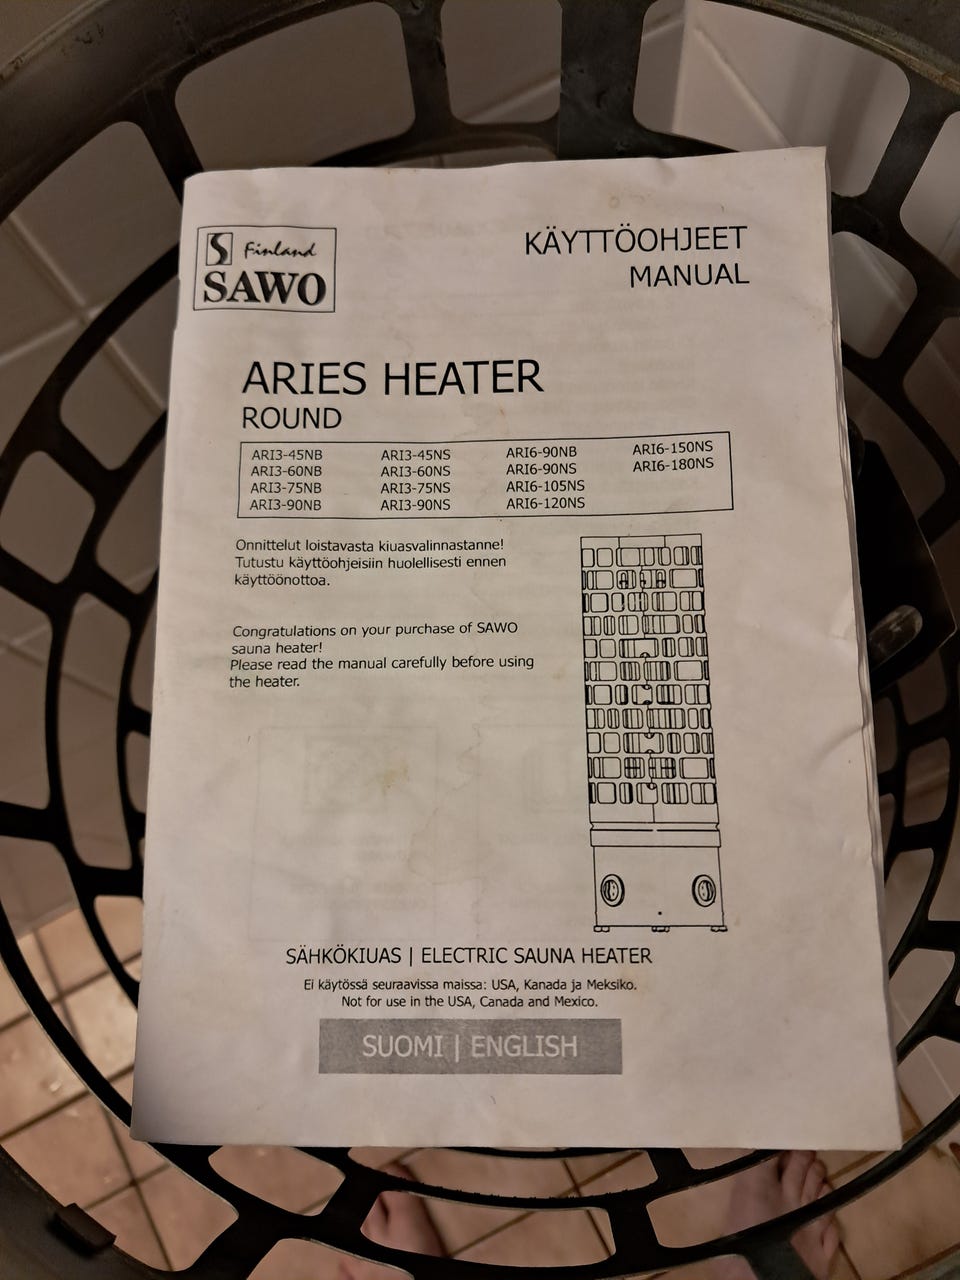 Finland
SAWO
KÄYTTÖOHJEET
MANUAL
ARIES HEATER
ROUND
ARI3-45NB ARI3-45NS ARI6-90NB ARI6-150NS
ARI3-60NB ARI3-60NS ARI6-90NS ARI6-180NS
ARI3-75NB ARI3-75NS ARI6-105NS
ARI3-90NB ARI3-90NS ARI6-120NS
Onnittelut loistavasta kiuasvalinnastanne!
Tutustu käyttöohjeisiin huolellisesti ennen
käyttöönottoa.
Congratulations on your purchase of SAWO
sauna heater!
Please read the manual carefully before using
the heater.
SÄHKÖKIUAS | ELECTRIC SAUNA HEATER
Ei käytössä seuraavissa maissa: USA, Kanada ja Meksiko.
Not for use in the USA, Canada and Mexico.
SUOMI | ENGLISH